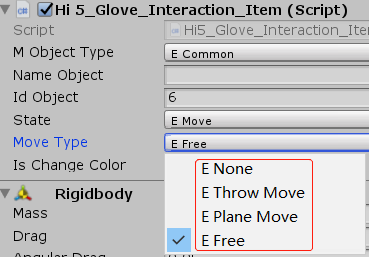 Hi 5_Glove_Interaction_Item (Script)
Script Hi5_Glove_Interaction_Ite
M Object Type E Common
Name Object
Id Object 6
State E Move
Move Type E Free
Is Change Color
E None
E Throw Move
E Plane Move
E Free
Rigidbody
Mass
Drag
Angular Drag